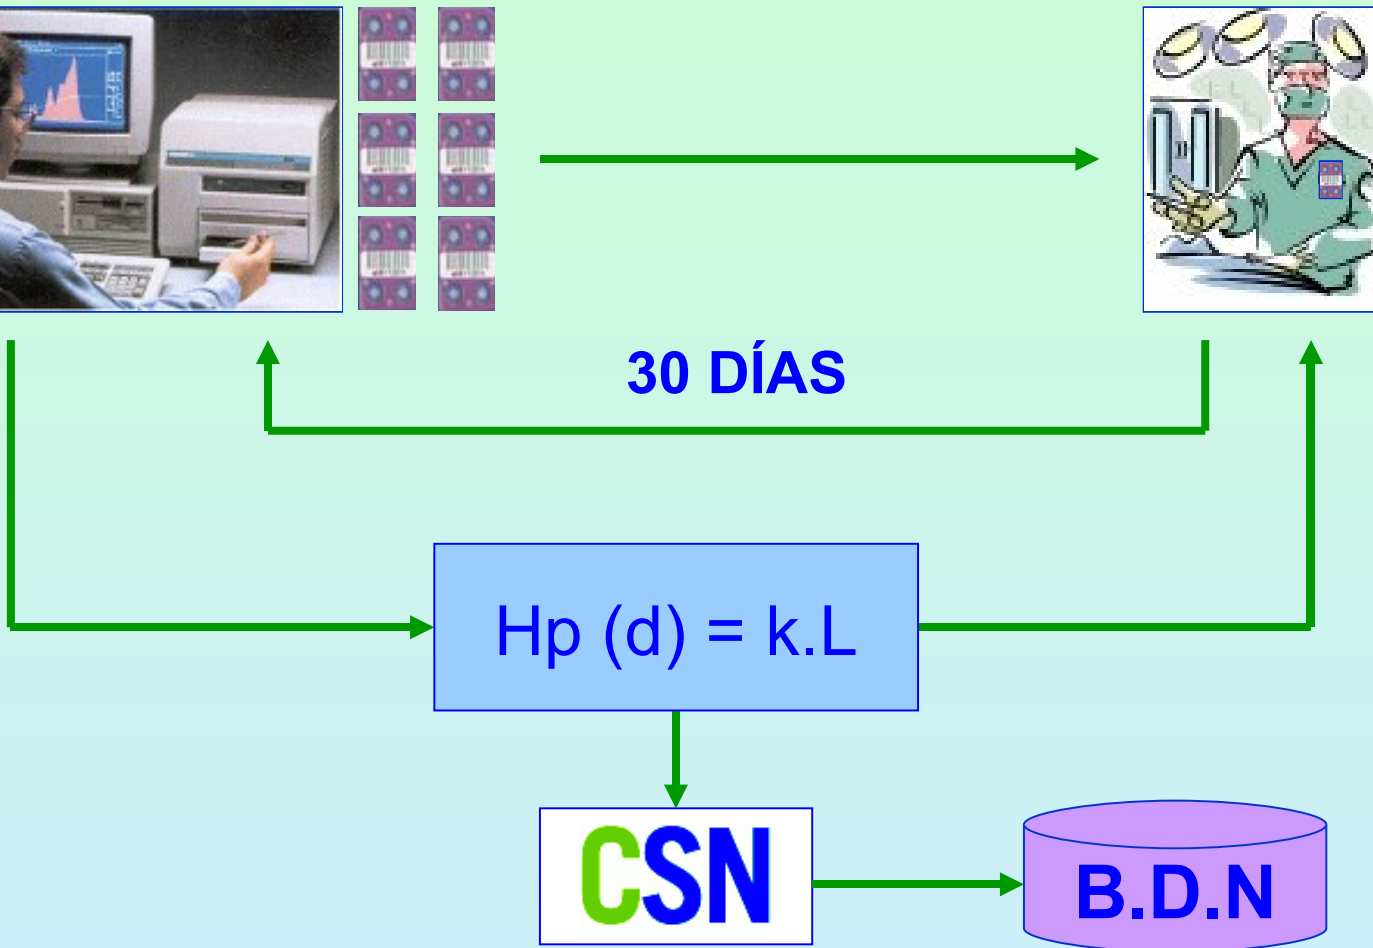 30 DÍAS
Hp (d) = k.L
CSN
B.D.N